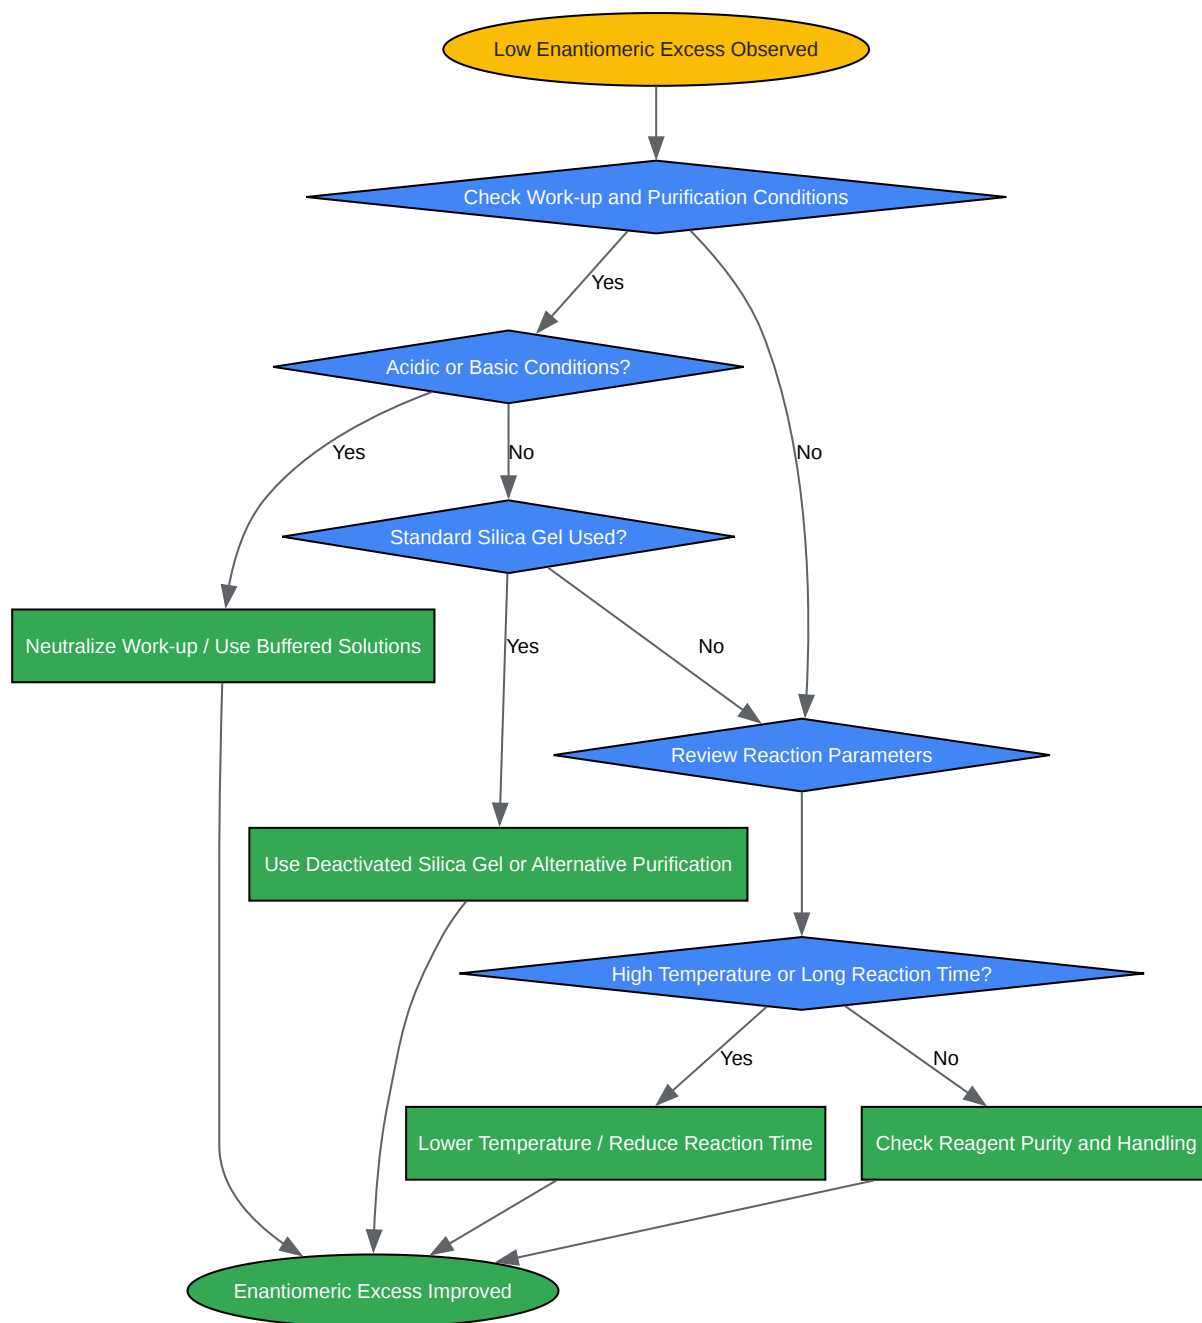 Low Enantiomeric Excess Observed
Check Work-up and Purification Conditions
Yes
Acidic or Basic Conditions?
Yes
No
No
Standard Silica Gel Used?
Neutralize Work-up / Use Buffered Solutions
Yes
No
Review Reaction Parameters
Use Deactivated Silica Gel or Alternative Purification
High Temperature or Long Reaction Time?
Yes
No
Lower Temperature / Reduce Reaction Time
Check Reagent Purity and Handling
Enantiomeric Excess Improved